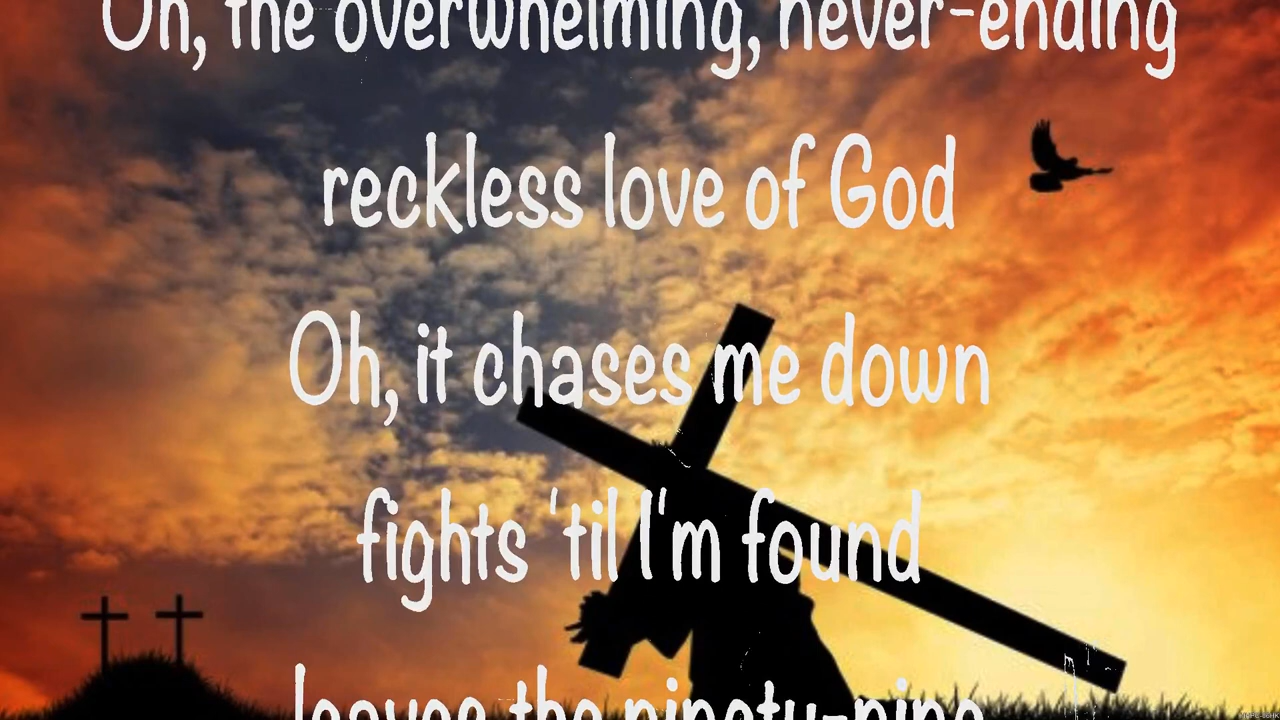 Oh, the overwhelming, never-ending
reckless love of God
Oh, it chases me down
fights 'til I'm found
leaves the ninety-nine